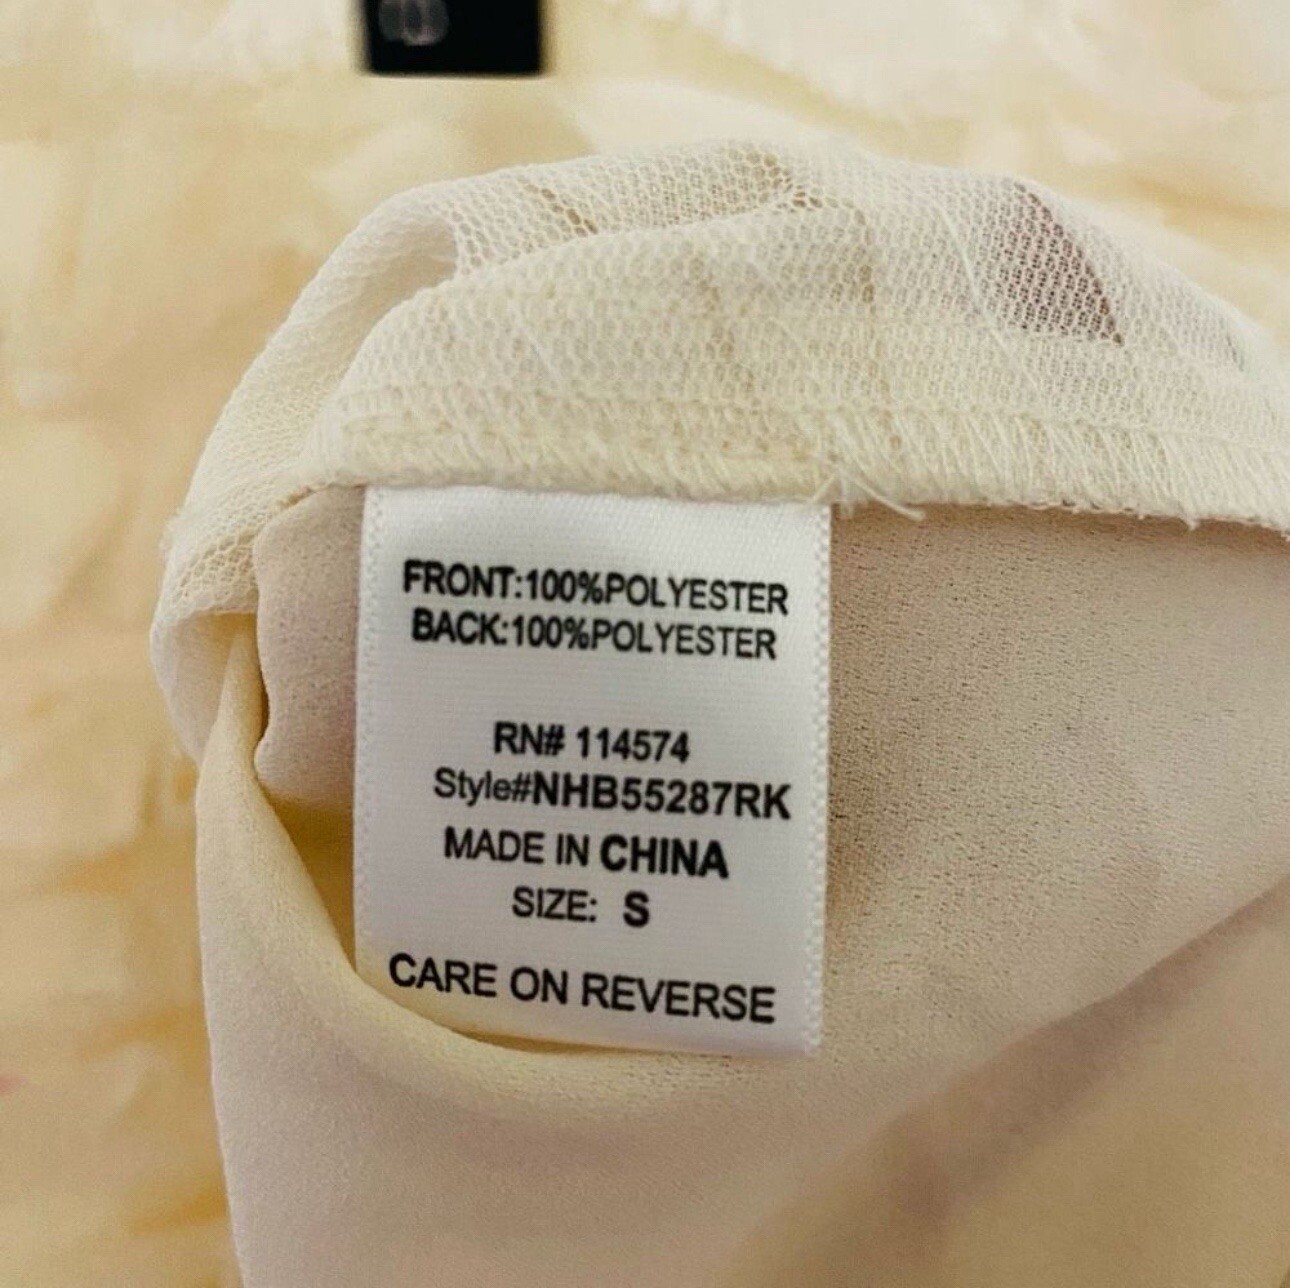 FRONT:100%POLYESTER
BACK:100%POLYESTER
RN# 114574
Style#NHB55287RK
MADE IN CHINA
SIZE: S
CARE ON REVERSE